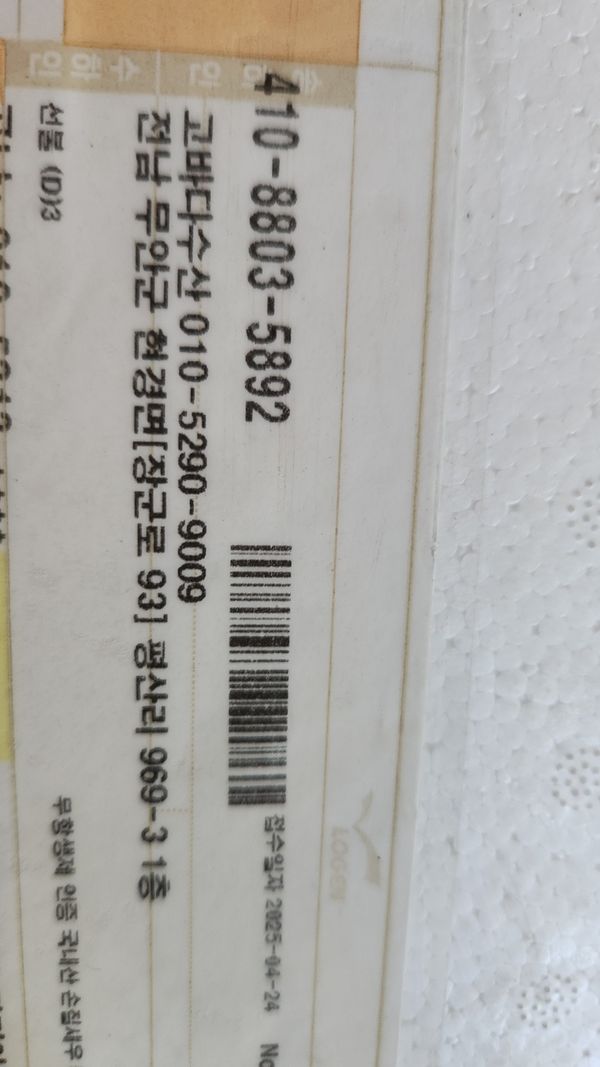 410-8803-5892
접수일자 2025-04-24 No
고바다수산 010-5290-9009
전남 무안군 현경면[장군로 93] 평산리 969-3 1층
선물 (D)3
무항생제 인증 국내산 손질새우